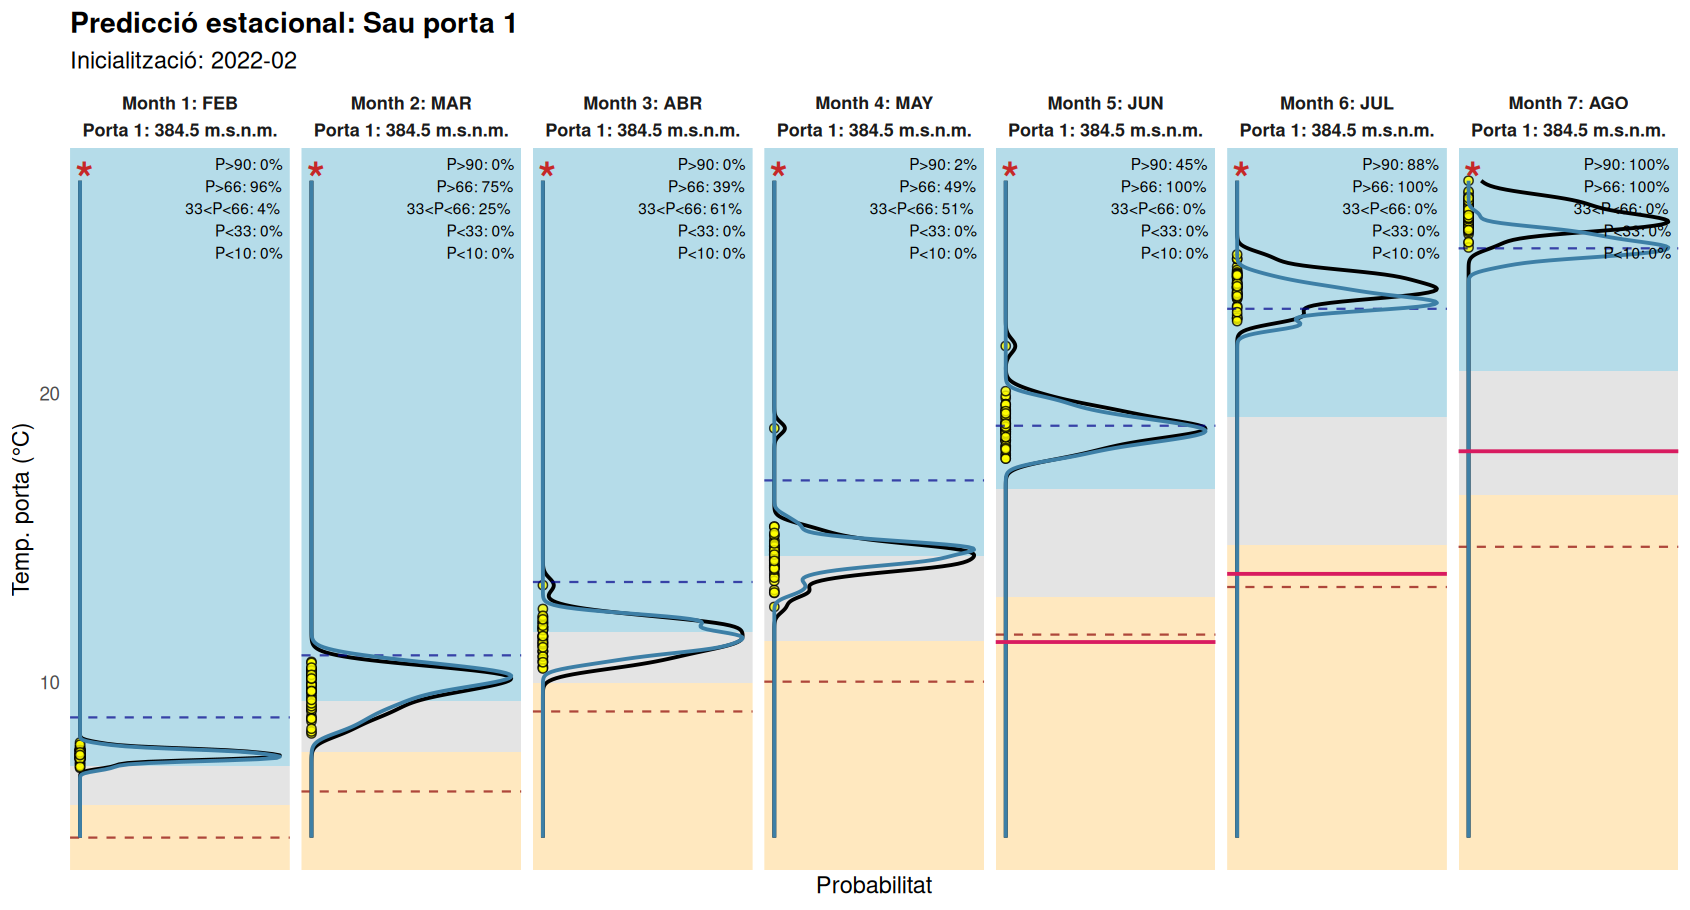 Predicció estacional: Sau porta 1
Inicialització: 2022-02
Month 1: FEB
Porta 1: 384.5 m.s.n.m.
Month 2: MAR
Porta 1: 384.5 m.s.n.m.
Month 3: ABR
Porta 1: 384.5 m.s.n.m.
Month 4: MAY
Porta 1: 384.5 m.s.n.m.
Month 5: JUN
Porta 1: 384.5 m.s.n.m.
Month 6: JUL
Porta 1: 384.5 m.s.n.m.
Month 7: AGO
Porta 1: 384.5 m.s.n.m.
*
P>90: 0%
P>66: 96%
33<P<66: 4%
P<33: 0%
P<10: 0%
*
P>90: 0%
P>66: 75%
33<P<66: 25%
P<33: 0%
P<10: 0%
*
P>90: 0%
P>66: 39%
33<P<66: 61%
P<33: 0%
P<10: 0%
*
P>90: 2%
P>66: 49%
33<P<66: 51%
P<33: 0%
P<10: 0%
*
P>90: 45%
P>66: 100%
33<P<66: 0%
P<33: 0%
P<10: 0%
*
P>90: 88%
P>66: 100%
33<P<66: 0%
P<33: 0%
P<10: 0%
*
P>90: 100%
P>66: 100%
33<P<66: 0%
P<33: 0%
P<10: 0%
20
10
Temp. porta (°C)
Probabilitat